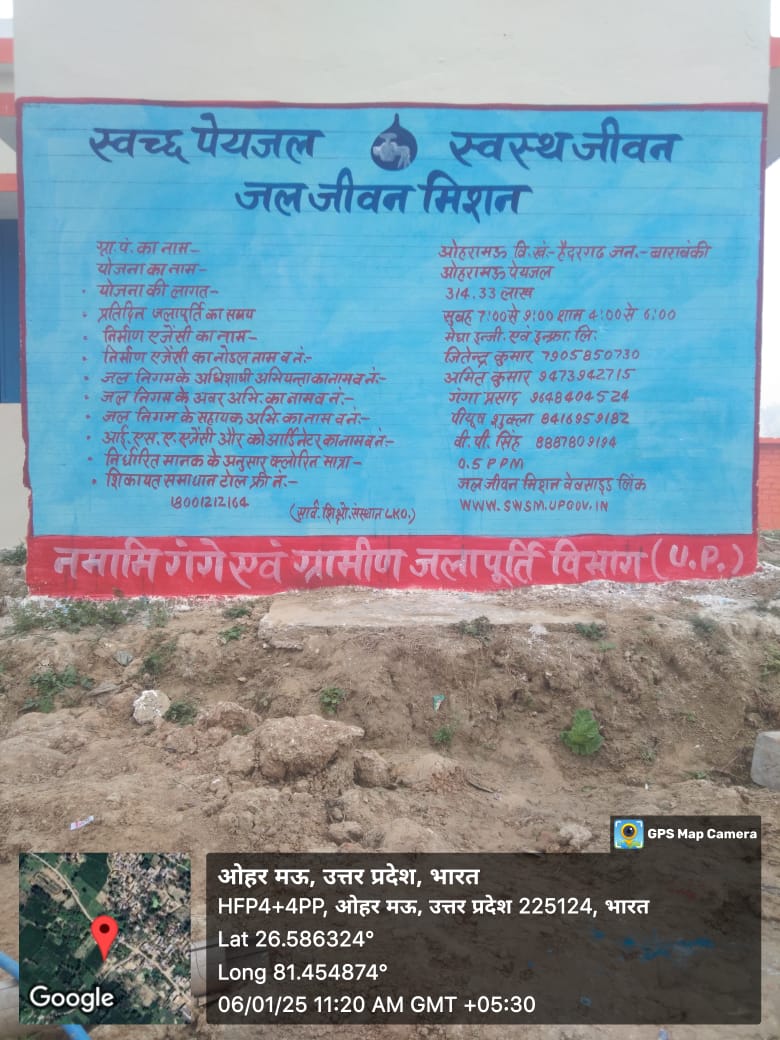 स्वच्छ पेयजल स्वस्थ जीवन
जल जीवन मिशन
ग्रा.पं. का नाम- ओहरामऊ वि.खं.- हैदरगढ जन.- बाराबंकी
योजना का नाम- ओहरामऊ पेयजल
• योजना की लागत- 314.33 लाख
• प्रतिदिन जलापूर्ति का समय सुबह 7:00 से 9:00 शाम 4:00 से 6:00
• निर्माण एजेंसी का नाम- मेघा इन्जी. एवं इन्फ्रा. लि.
• निर्माण एजेंसी का नोडल नाम व नं:- जितेन्द्र कुमार 7905850730
• जल निगम के अधिशाषी अभियन्ता का नाम व नं:- अमित कुमार 9473942715
• जल निगम के अवर अभि. का नाम व नं:- गंगा प्रसाद 9648404524
• जल निगम के सहायक अभि. का नाम व नं:- पीयूष शुक्ला 8416959182
• आई. एस. ए. एजेंसी और को आर्डिनेटर का नाम व नं:- वी. पी. सिंह 8887809194
• निर्धारित मानक के अनुसार क्लोरिन मात्रा- 0.5 PPM
• शिकायत समाधान टोल फ्री नं.- जल जीवन मिशन वेबसाइड लिंक
18001212164 (सार्व. शिक्षो. संस्थान LKO.) WWW.SWSM.UPGOV.IN
नमामि गंगे एवं ग्रामीण जलापूर्ति विभाग (U.P.)
GPS Map Camera
ओहर मऊ, उत्तर प्रदेश, भारत
HFP4+4PP, ओहर मऊ, उत्तर प्रदेश 225124, भारत
Lat 26.586324°
Long 81.454874°
06/01/25 11:20 AM GMT +05:30
Google